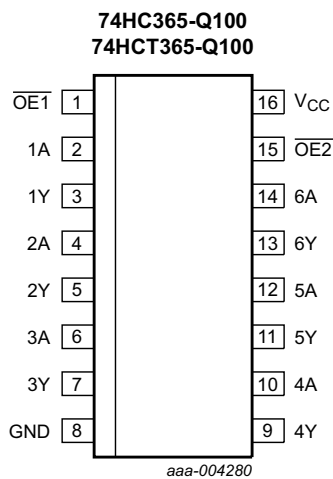 74HC365-Q100
74HCT365-Q100
OE1 1 16 VCC
1A 2 15 OE2
1Y 3 14 6A
2A 4 13 6Y
2Y 5 12 5A
3A 6 11 5Y
3Y 7 10 4A
GND 8 9 4Y
aaa-004280